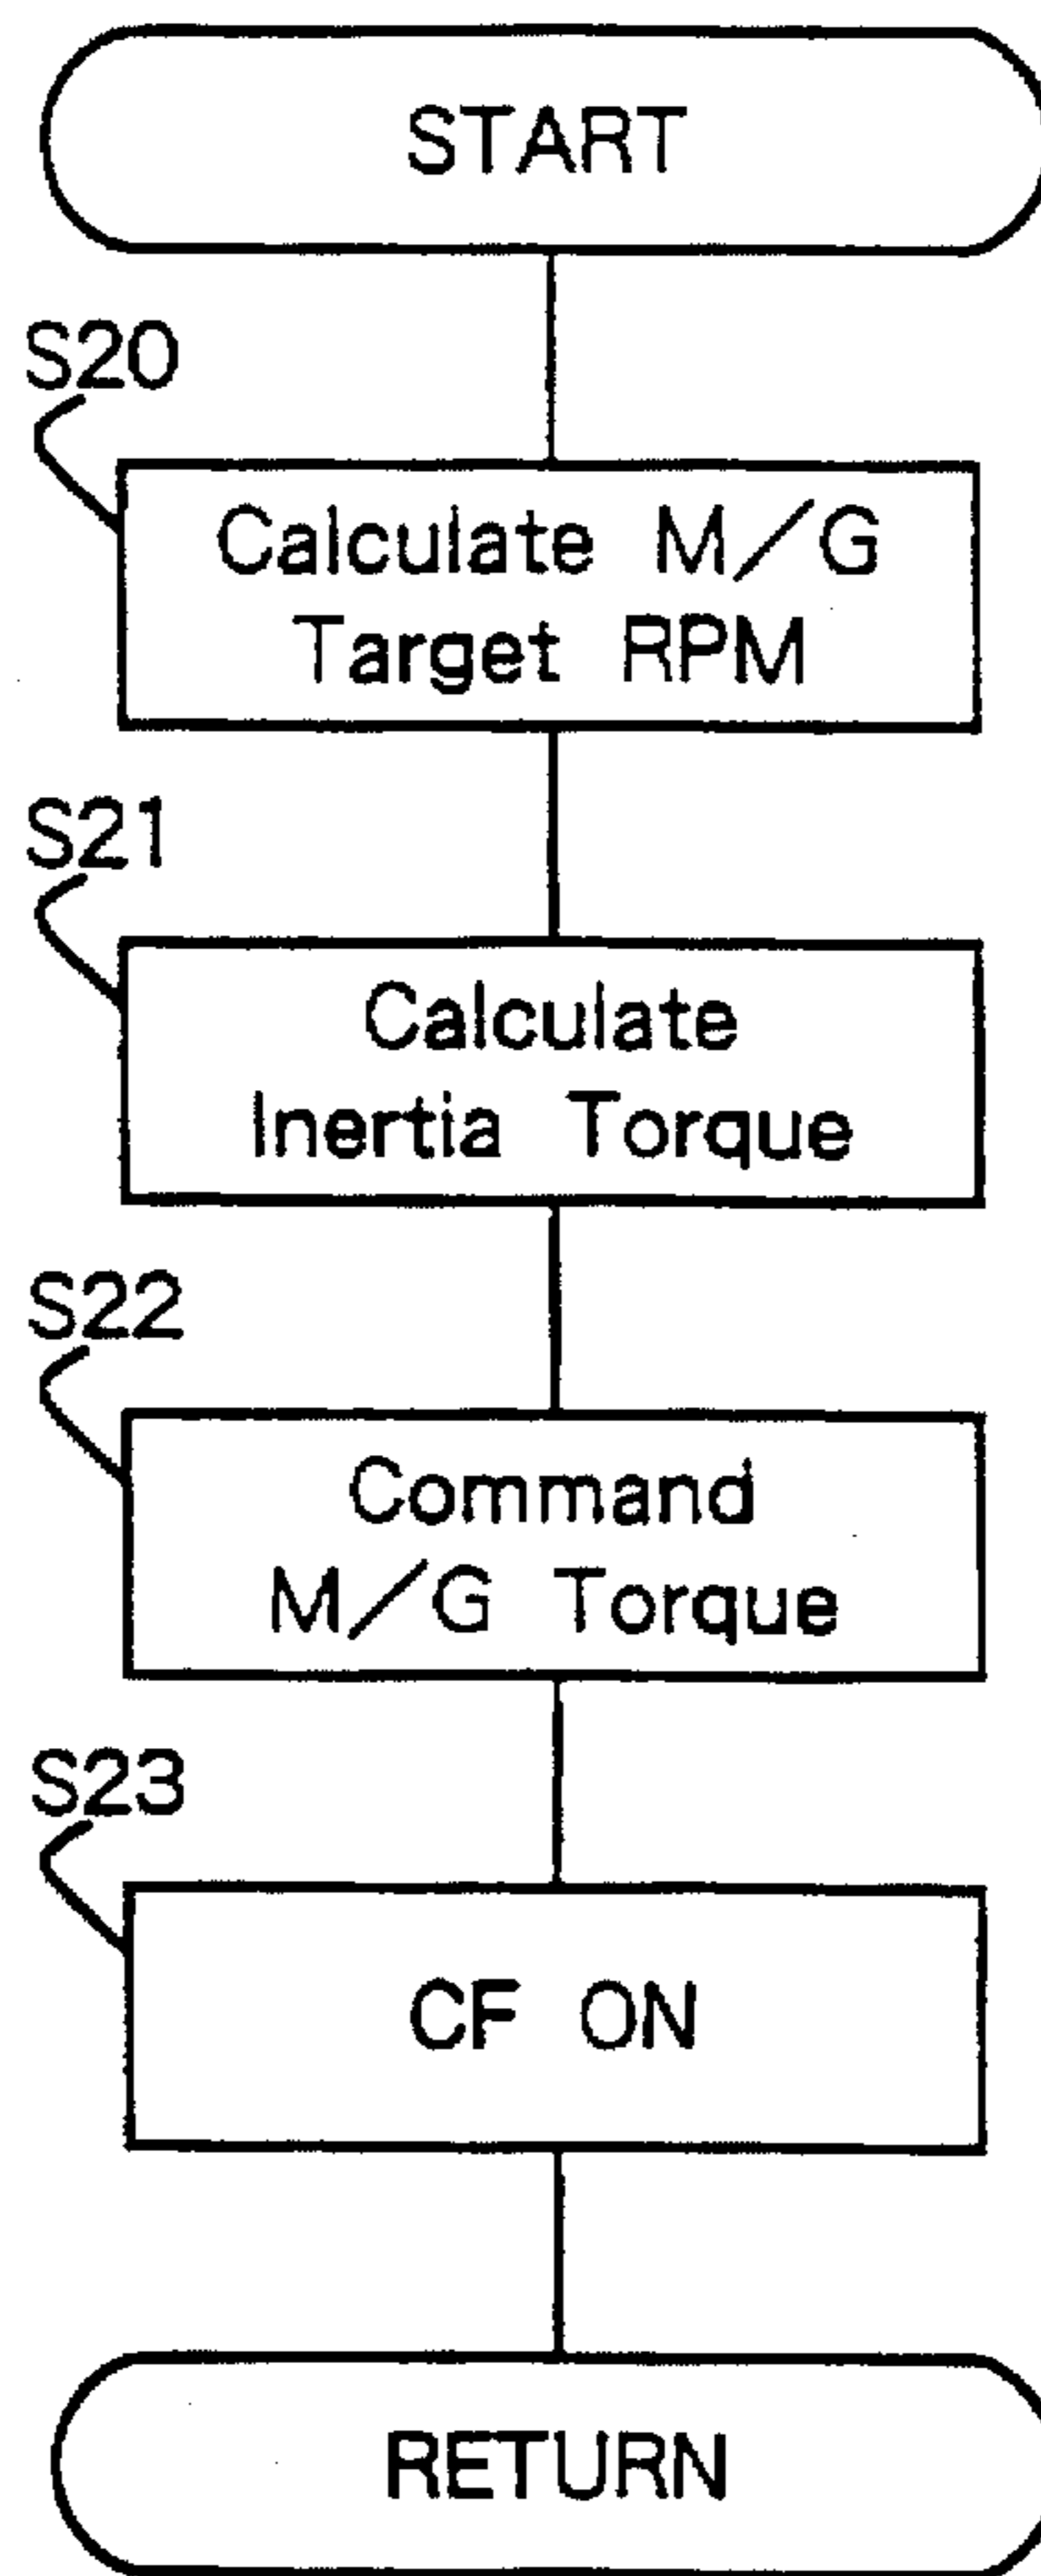 START
S20
Calculate M/G
Target RPM
S21
Calculate
Inertia Torque
S22
Command
M/G Torque
S23
CF ON
RETURN